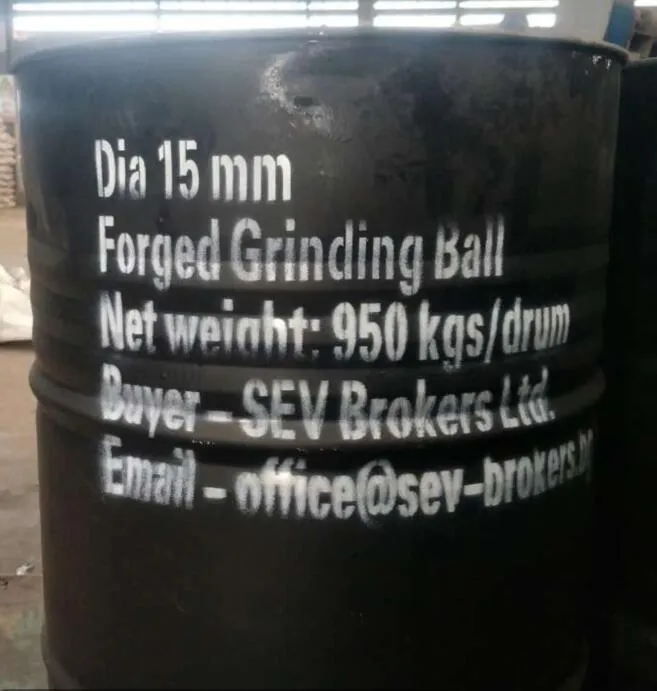 Dia 15 mm
Forged Grinding Ball
Net weight: 950 kgs/drum
Buyer – SEV Brokers Ltd.
Email – office@sev-brokers.